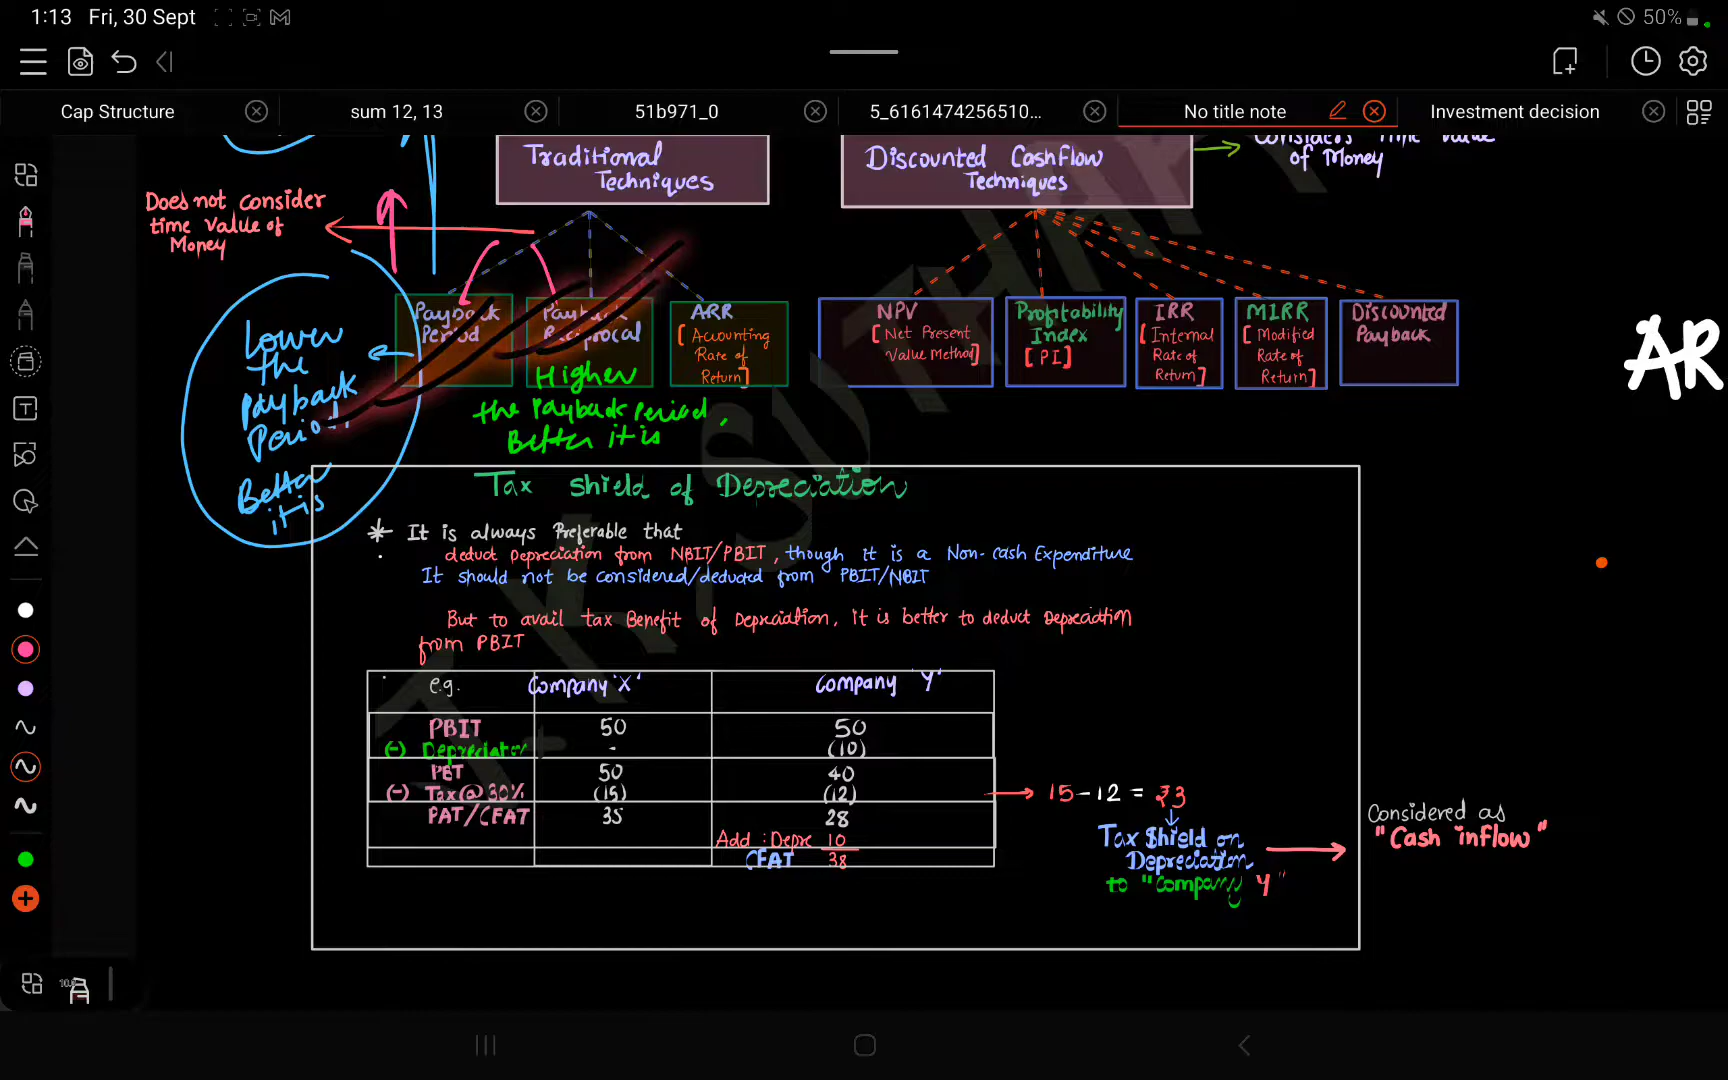 1:13 Fri, 30 Sept
50%
Cap Structure
sum 12, 13
51b971_0
5_6161474256510...
No title note
Investment decision
Traditional
Techniques
Discounted Cashflow
Techniques
Considers Time Value
of Money
Does not consider
time value of
Money
Payback
Period
Payback
Reciprocal
ARR
[Accounting
Rate of
Return]
NPV
[Net Present
Value Method]
Profitability
Index
[PI]
IRR
[Internal
Rate of
Return]
MIRR
[Modified
Rate of
Return]
Discounted
Payback
AR
Lower
the
Payback
Period
Better
it is
Higher
the Payback Period,
Better it is
Tax Shield of Depreciation
* It is always Preferable that
deduct Depreciation from NBIT/PBIT, though it is a Non-cash Expenditure
It should not be considered/deducted from PBIT/NBIT
But to avail tax Benefit of Depreciation, it is better to deduct Depreciation
from PBIT
e.g. Company 'X' Company 'Y'
PBIT 50 50
(-) Depreciation - (10)
PBT 50 40
(-) Tax@30% (15) (12)
PAT/CFAT 35 28
Add: Depre 10
CFAT 38
15-12 = ₹3
Tax Shield on
Depreciation
to "Company Y"
Considered as
"Cash inflow"